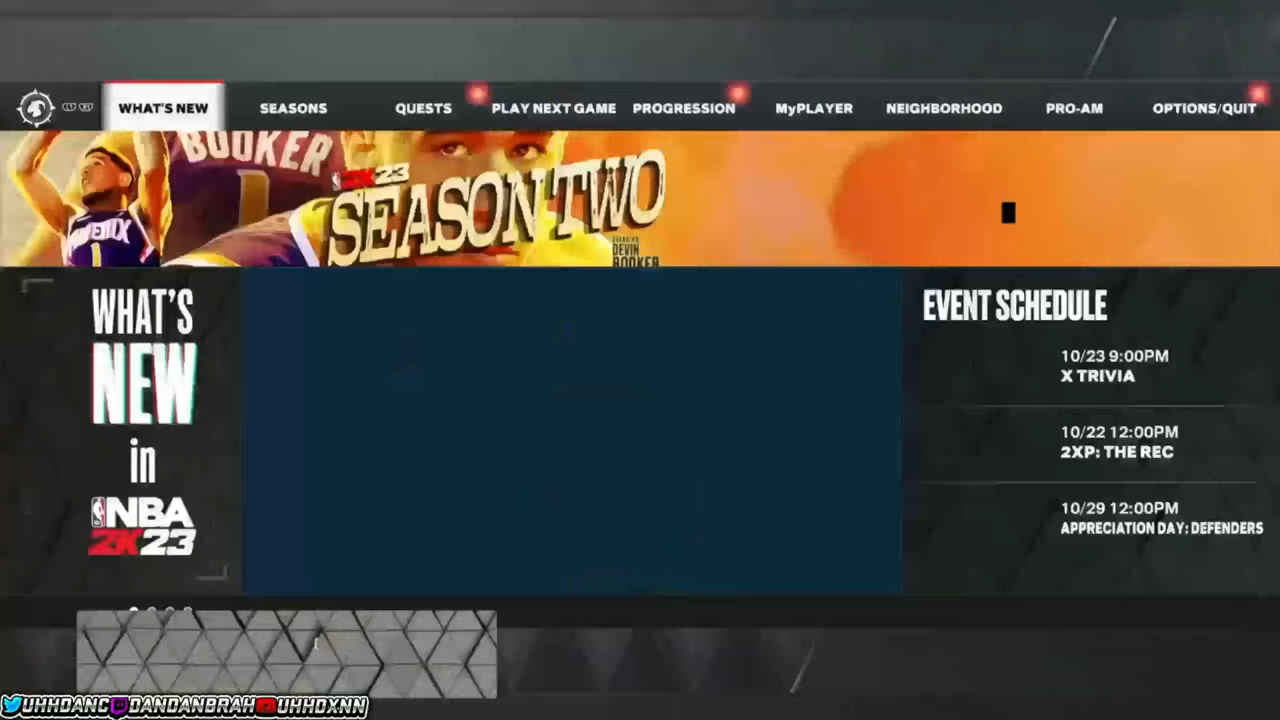 WHAT'S NEW
SEASONS
QUESTS
PLAY NEXT GAME
PROGRESSION
MyPLAYER
NEIGHBORHOOD
PRO-AM
OPTIONS/QUIT
BOOKER
1
PHOENIX
1
2K23
SEASON TWO
DEVIN
BOOKER
WHAT'S
NEW
in
NBA
2K23
EVENT SCHEDULE
10/23 9:00PM
X TRIVIA
10/22 12:00PM
2XP: THE REC
10/29 12:00PM
APPRECIATION DAY: DEFENDERS
UHHDANC DANDANBRAH UHHDXNN